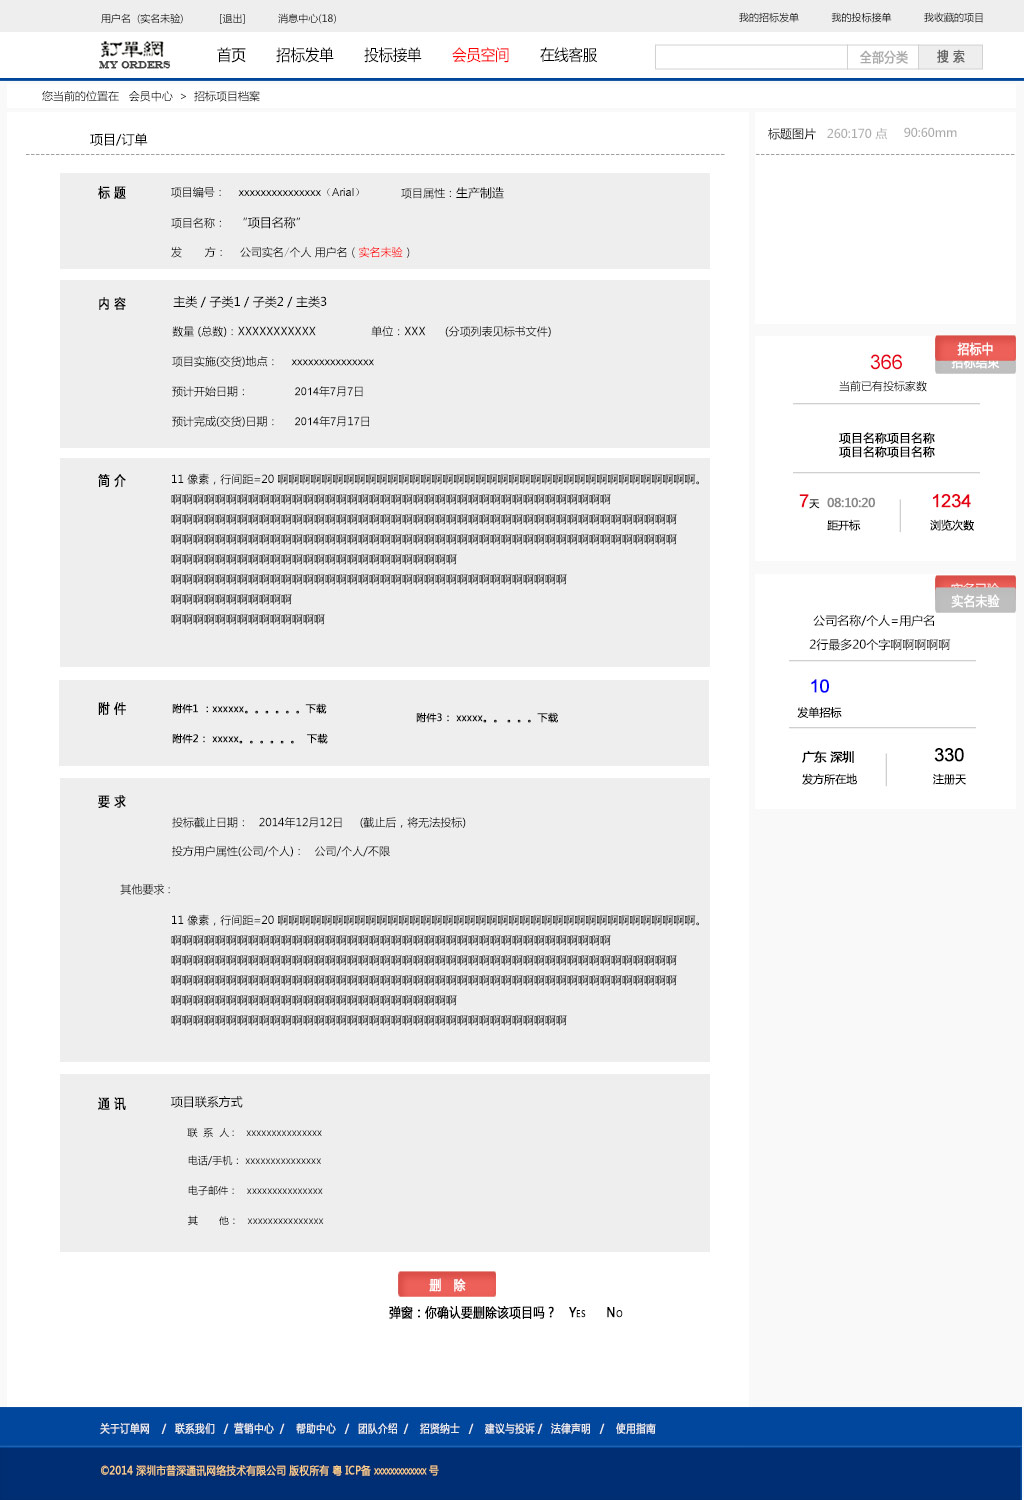 用户名（实名未验） [退出] 消息中心(18) 我的招标发单 我的投标接单 我收藏的项目
訂單網
MY ORDERS
首页 招标发单 投标接单 会员空间 在线客服 全部分类 搜 索
您当前的位置在 会员中心 > 招标项目档案
项目/订单
标 题 项目编号： xxxxxxxxxxxxxxx（Arial） 项目属性：生产制造
项目名称： “项目名称”
发 方： 公司实名/个人 用户名 ( 实名未验 )
内 容 主类 / 子类1 / 子类2 / 主类3
数量 (总数)：XXXXXXXXXXX 单位：XXX (分项列表见标书文件)
项目实施(交货)地点： xxxxxxxxxxxxxxx
预计开始日期： 2014年7月7日
预计完成(交货)日期： 2014年7月17日
简 介 11 像素，行间距=20 啊啊啊啊啊啊啊啊啊啊啊啊啊啊啊啊啊啊啊啊啊啊啊啊啊啊啊啊啊啊啊啊啊啊啊啊啊啊。
啊啊啊啊啊啊啊啊啊啊啊啊啊啊啊啊啊啊啊啊啊啊啊啊啊啊啊啊啊啊啊啊啊啊啊啊啊啊啊啊
啊啊啊啊啊啊啊啊啊啊啊啊啊啊啊啊啊啊啊啊啊啊啊啊啊啊啊啊啊啊啊啊啊啊啊啊啊啊啊啊啊啊啊啊啊啊
啊啊啊啊啊啊啊啊啊啊啊啊啊啊啊啊啊啊啊啊啊啊啊啊啊啊啊啊啊啊啊啊啊啊啊啊啊啊啊啊啊啊啊啊啊啊
啊啊啊啊啊啊啊啊啊啊啊啊啊啊啊啊啊啊啊啊啊啊啊啊啊啊
啊啊啊啊啊啊啊啊啊啊啊啊啊啊啊啊啊啊啊啊啊啊啊啊啊啊啊啊啊啊啊啊啊啊啊啊
啊啊啊啊啊啊啊啊啊啊啊
啊啊啊啊啊啊啊啊啊啊啊啊啊啊
附 件 附件1 ：xxxxxx。。。。。。下载
附件3： xxxxx。。 。。。下载
附件2： xxxxx。。。。。。 下载
要 求
投标截止日期： 2014年12月12日 (截止后，将无法投标)
投方用户属性(公司/个人)： 公司/个人/不限
其他要求：
11 像素，行间距=20 啊啊啊啊啊啊啊啊啊啊啊啊啊啊啊啊啊啊啊啊啊啊啊啊啊啊啊啊啊啊啊啊啊啊啊啊啊啊。
啊啊啊啊啊啊啊啊啊啊啊啊啊啊啊啊啊啊啊啊啊啊啊啊啊啊啊啊啊啊啊啊啊啊啊啊啊啊啊啊
啊啊啊啊啊啊啊啊啊啊啊啊啊啊啊啊啊啊啊啊啊啊啊啊啊啊啊啊啊啊啊啊啊啊啊啊啊啊啊啊啊啊啊啊啊啊
啊啊啊啊啊啊啊啊啊啊啊啊啊啊啊啊啊啊啊啊啊啊啊啊啊啊啊啊啊啊啊啊啊啊啊啊啊啊啊啊啊啊啊啊啊啊
啊啊啊啊啊啊啊啊啊啊啊啊啊啊啊啊啊啊啊啊啊啊啊啊啊啊
啊啊啊啊啊啊啊啊啊啊啊啊啊啊啊啊啊啊啊啊啊啊啊啊啊啊啊啊啊啊啊啊啊啊啊啊
通 讯 项目联系方式
联 系 人： xxxxxxxxxxxxxxx
电话/手机： xxxxxxxxxxxxxxx
电子邮件： xxxxxxxxxxxxxxx
其 他： xxxxxxxxxxxxxxx
删 除
弹窗：你确认要删除该项目吗？ YES NO
标题图片 260:170 点 90:60mm
招标中
招标结束
366
当前已有投标家数
项目名称项目名称
项目名称项目名称
7天 08:10:20 1234
距开标 浏览次数
实名已验
实名未验
公司名称/个人=用户名
2行最多20个字啊啊啊啊啊
10
发单招标
广东 深圳 330
发方所在地 注册天
关于订单网 / 联系我们 / 营销中心 / 帮助中心 / 团队介绍 / 招贤纳士 / 建议与投诉 / 法律声明 / 使用指南
©2014 深圳市普深通讯网络技术有限公司 版权所有 粤 ICP备 xxxxxxxxxxxx 号